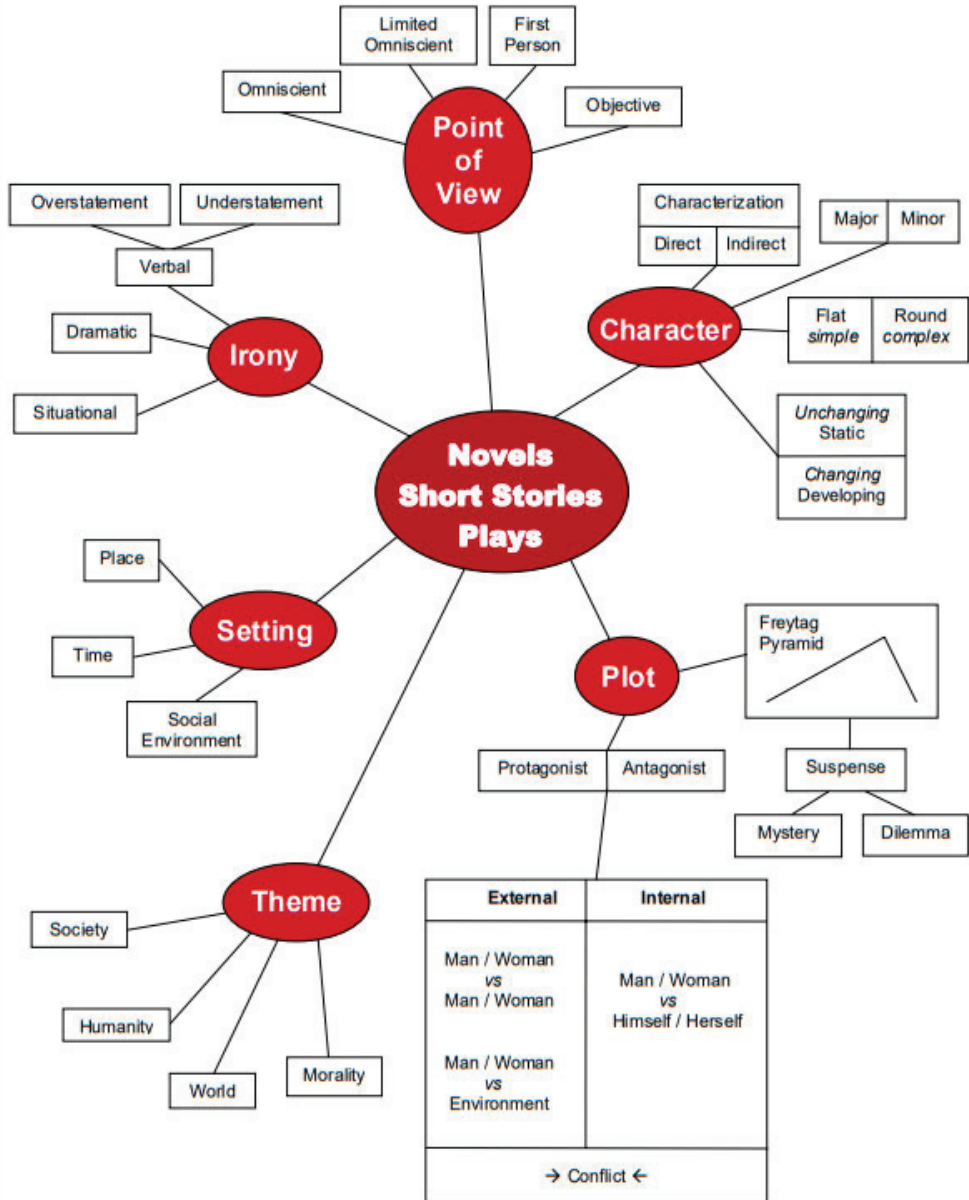 Limited
Omniscient
First
Person
Omniscient
Objective
Point
of
View
Overstatement
Understatement
Verbal
Dramatic
Situational
Irony
Characterization
Direct
Indirect
Major
Minor
Character
Flat
simple
Round
complex
Unchanging
Static
Changing
Developing
Novels
Short Stories
Plays
Place
Time
Social
Environment
Setting
Plot
Freytag
Pyramid
Suspense
Mystery
Dilemma
Protagonist
Antagonist
Theme
Society
Humanity
World
Morality
External
Internal
Man / Woman
vs
Man / Woman
Man / Woman
vs
Environment
Man / Woman
vs
Himself / Herself
→ Conflict ←